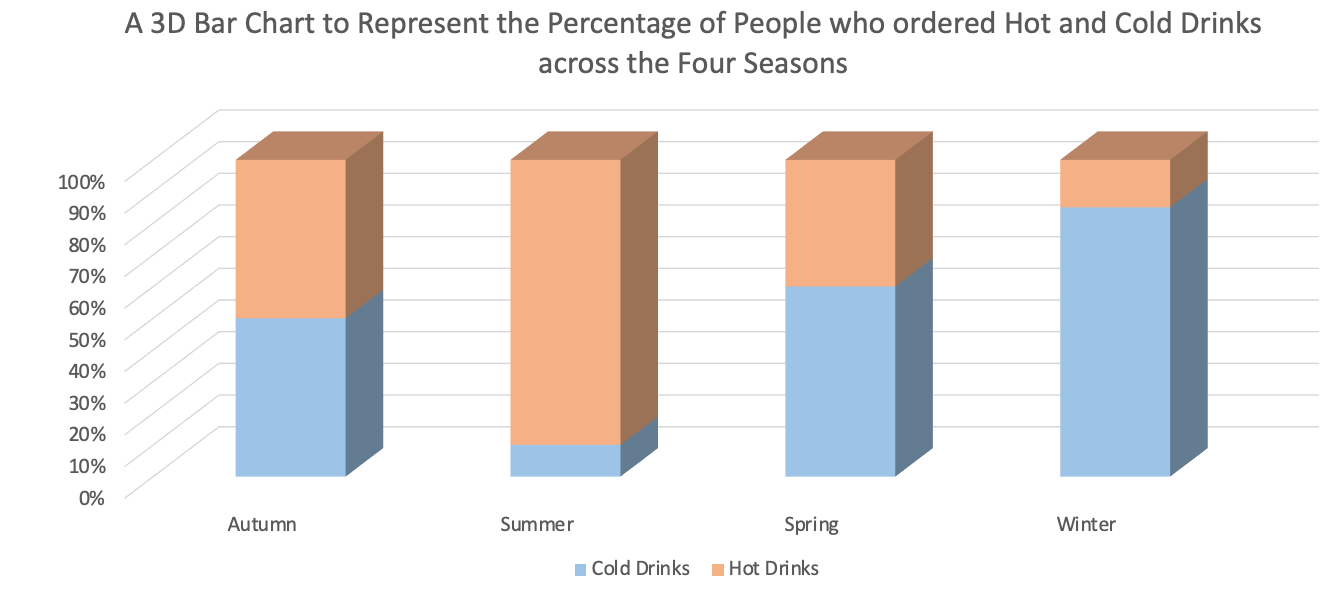 A 3D Bar Chart to Represent the Percentage of People who ordered Hot and Cold Drinks
across the Four Seasons
100%
90%
80%
70%
60%
50%
40%
30%
20%
10%
0%
Autumn Summer Spring Winter
Cold Drinks Hot Drinks